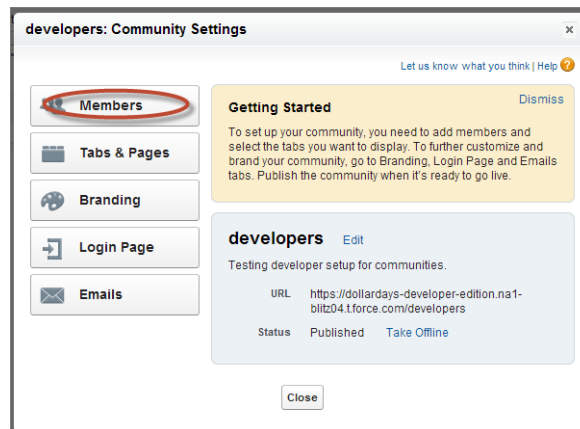 developers: Community Settings
Let us know what you think | Help
Members
Tabs & Pages
Branding
Login Page
Emails
Getting Started
Dismiss
To set up your community, you need to add members and
select the tabs you want to display. To further customize and
brand your community, go to Branding, Login Page and Emails
tabs. Publish the community when it's ready to go live.
developers Edit
Testing developer setup for communities.
URL https://dollardays-developer-edition.na1-
blitz04.t.force.com/developers
Status Published Take Offline
Close